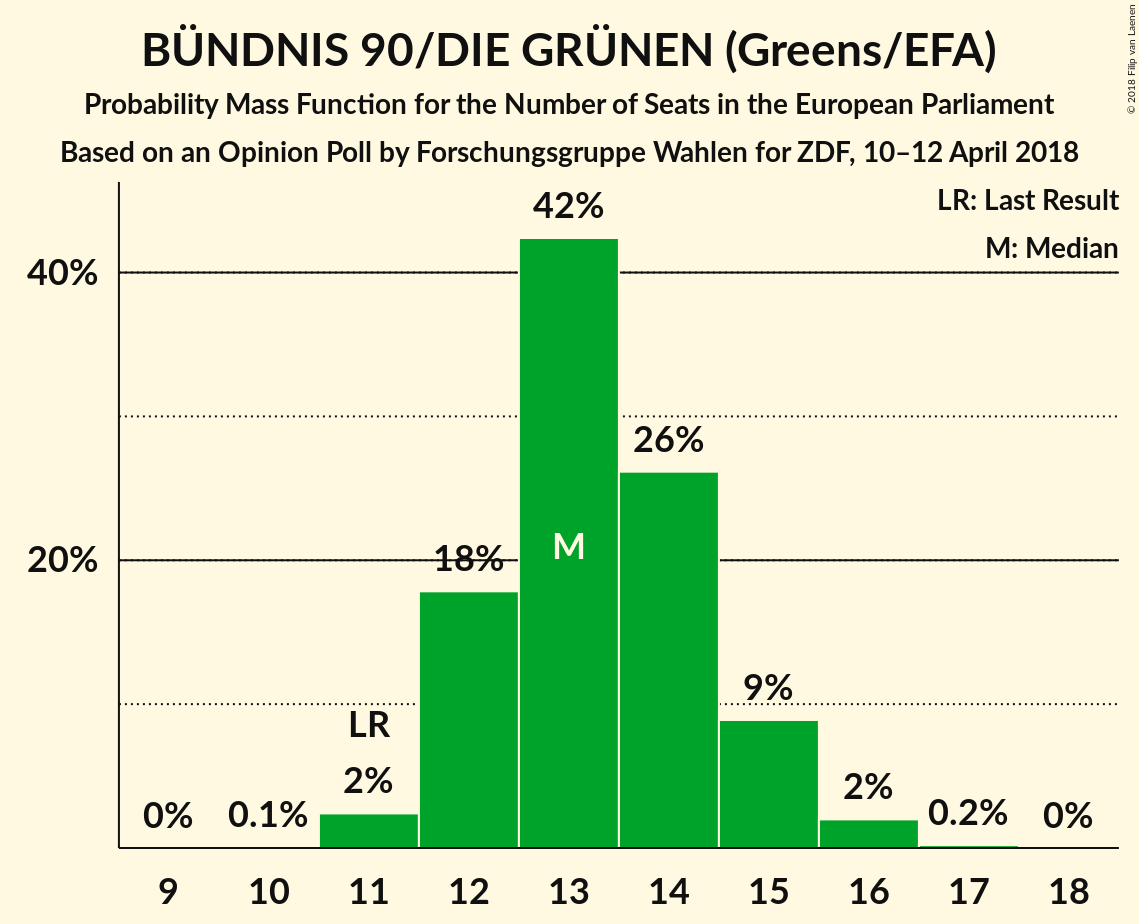 BÜNDNIS 90/DIE GRÜNEN (Greens/EFA)
Probability Mass Function for the Number of Seats in the European Parliament
Based on an Opinion Poll by Forschungsgruppe Wahlen for ZDF, 10–12 April 2018
© 2018 Filip van Laenen
LR: Last Result
M: Median
40%
20%
0%
0.1%
LR
2%
18%
42%
M
26%
9%
2%
0.2%
0%
9 10 11 12 13 14 15 16 17 18